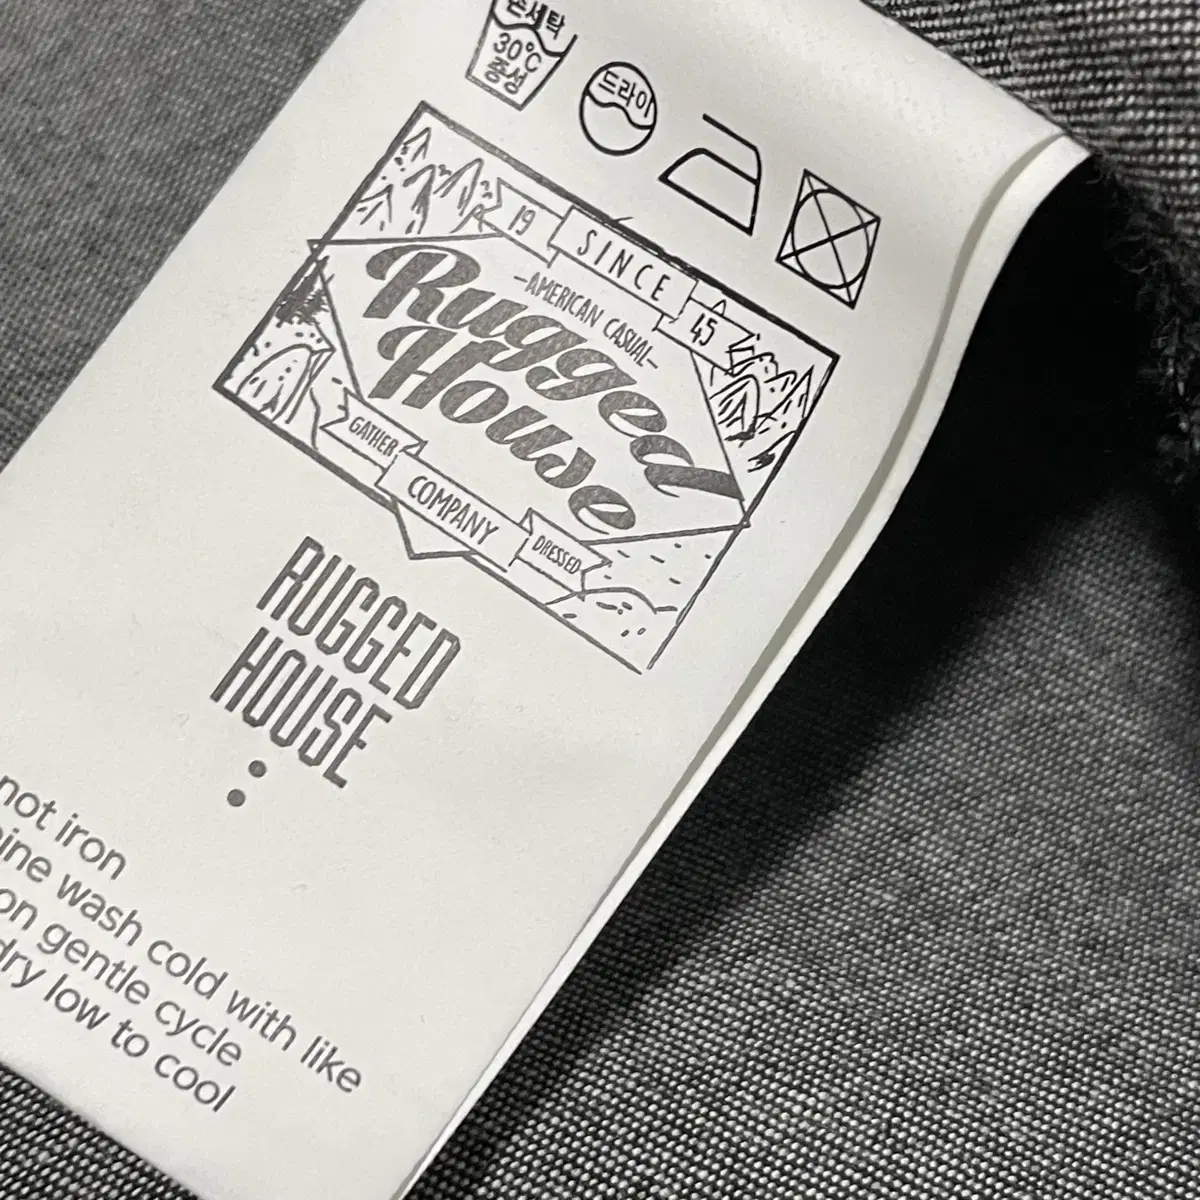 손세탁
30℃
중성
드라이
19 SINCE 45
–AMERICAN CASUAL–
Rugged
House
GATHER COMPANY DRESSED
RUGGED
HOUSE
not iron
wash cold with like
on gentle cycle
dry low to cool